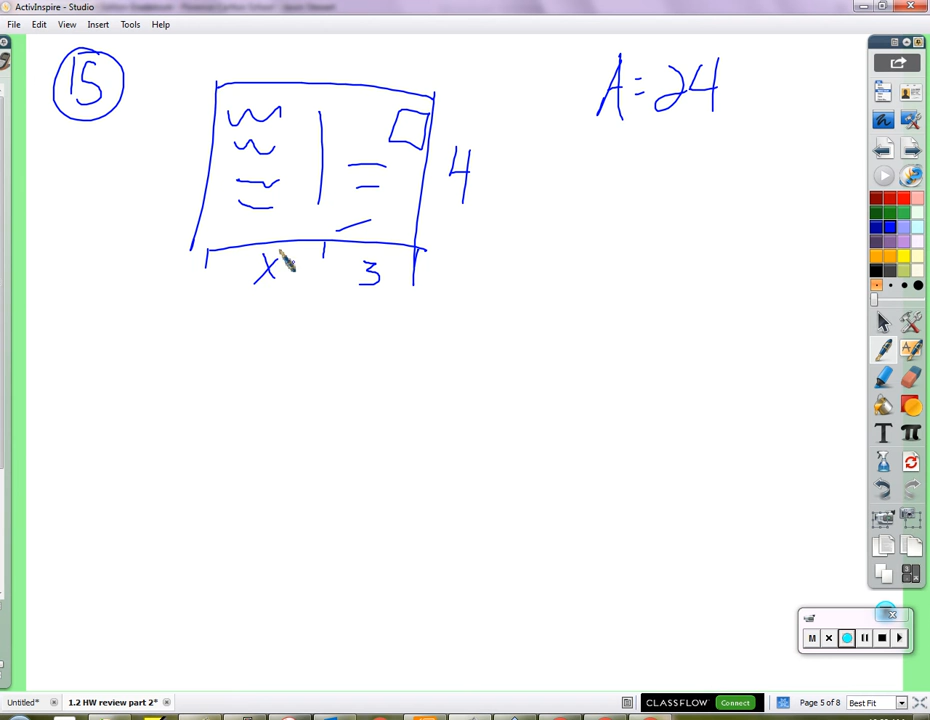 ActivInspire - Studio
File Edit View Insert Tools Help
15
A = 24
4
x 3
T π
M
Untitled* 1.2 HW review part 2*
CLASSFLOW Connect
Page 5 of 8 Best Fit